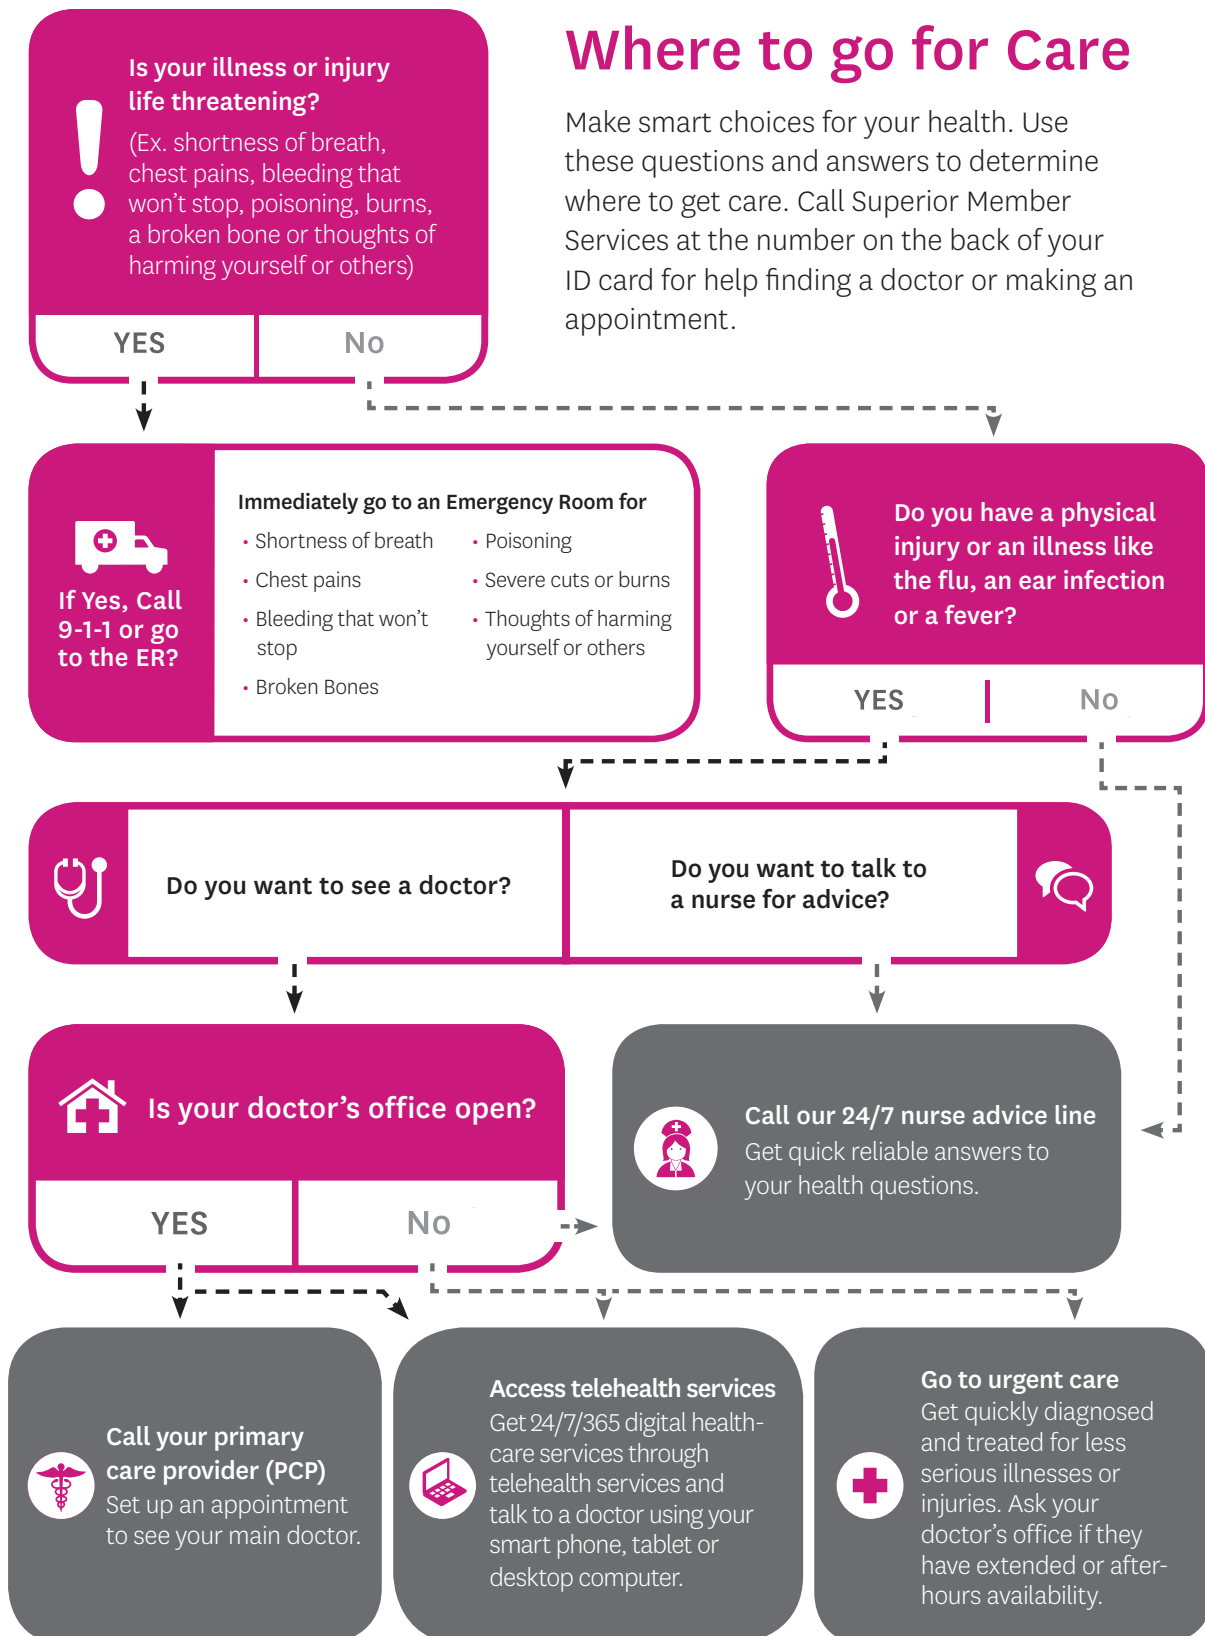 Where to go for Care
Make smart choices for your health. Use
these questions and answers to determine
where to get care. Call Superior Member
Services at the number on the back of your
ID card for help finding a doctor or making an
appointment.
Is your illness or injury
life threatening?
(Ex. shortness of breath,
chest pains, bleeding that
won't stop, poisoning, burns,
a broken bone or thoughts of
harming yourself or others)
YES
No
If Yes, Call
9-1-1 or go
to the ER?
Immediately go to an Emergency Room for
• Shortness of breath
• Chest pains
• Bleeding that won't
stop
• Broken Bones
• Poisoning
• Severe cuts or burns
• Thoughts of harming
yourself or others
Do you have a physical
injury or an illness like
the flu, an ear infection
or a fever?
YES
No
Do you want to see a doctor?
Do you want to talk to
a nurse for advice?
Is your doctor's office open?
YES
No
Call our 24/7 nurse advice line
Get quick reliable answers to
your health questions.
Call your primary
care provider (PCP)
Set up an appointment
to see your main doctor.
Access telehealth services
Get 24/7/365 digital health-
care services through
telehealth services and
talk to a doctor using your
smart phone, tablet or
desktop computer.
Go to urgent care
Get quickly diagnosed
and treated for less
serious illnesses or
injuries. Ask your
doctor's office if they
have extended or after-
hours availability.